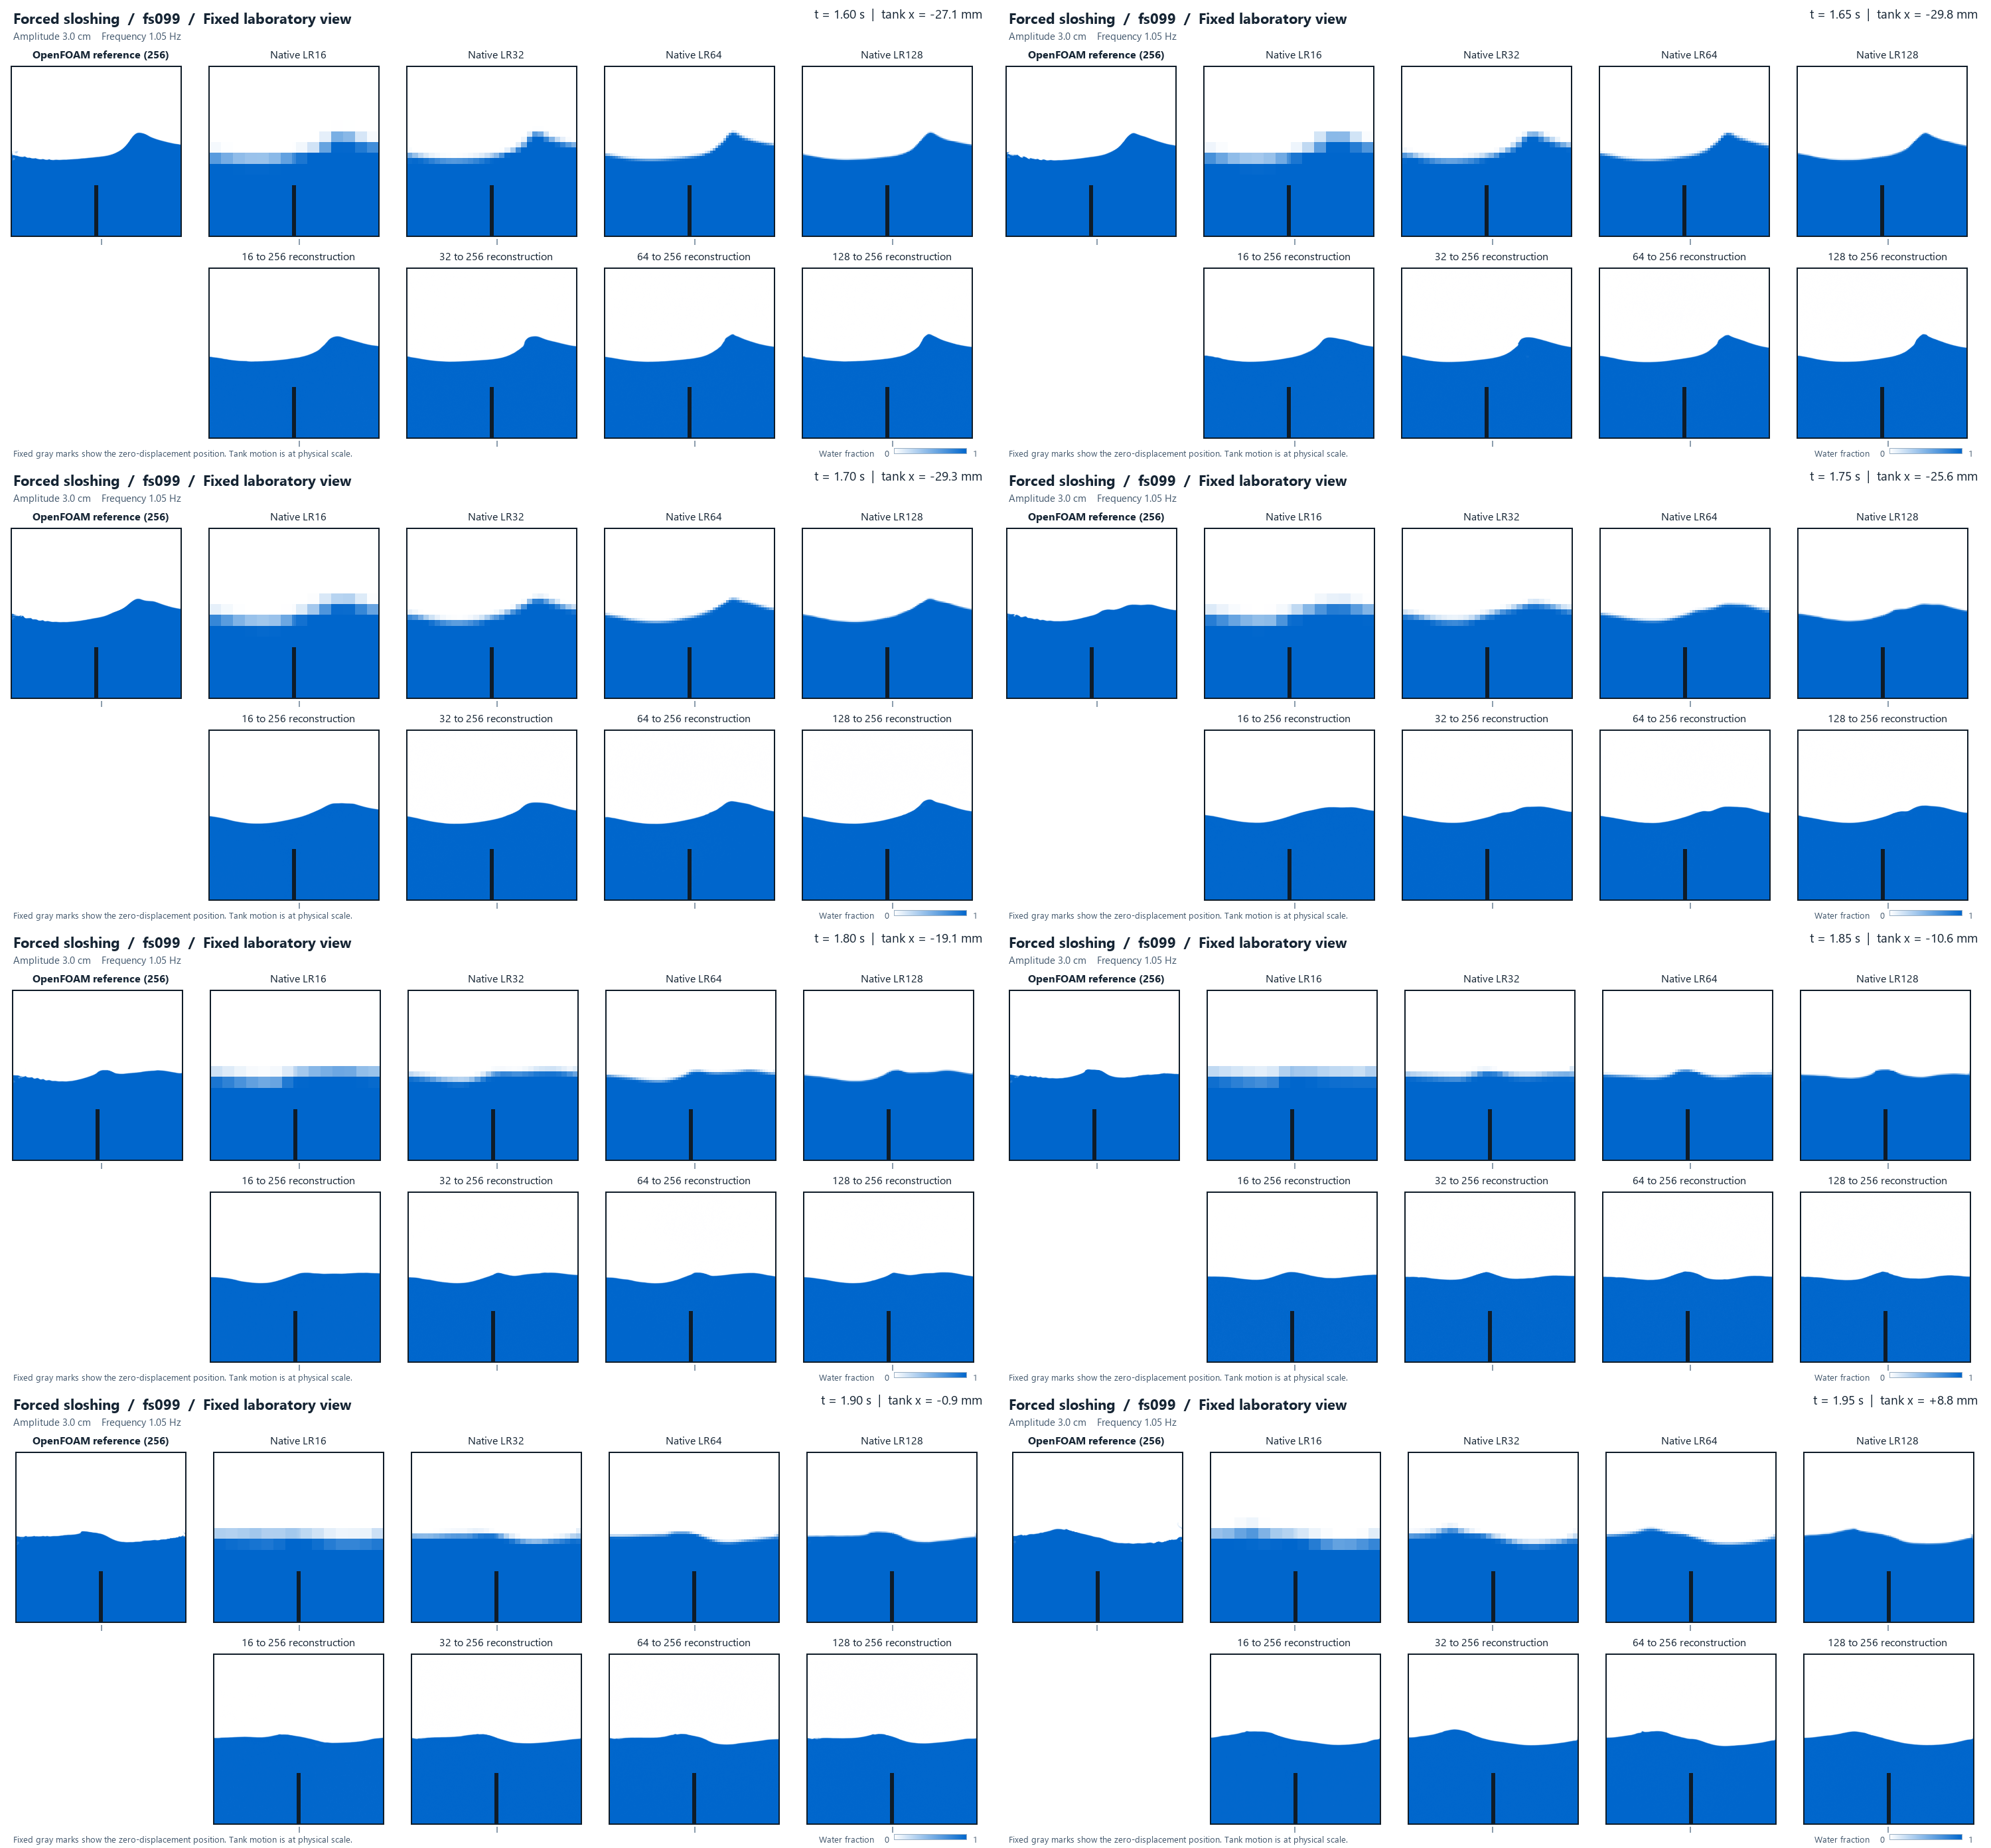 Forced sloshing / fs099 / Fixed laboratory view
t = 1.60 s | tank x = -27.1 mm
Amplitude 3.0 cm Frequency 1.05 Hz
OpenFOAM reference (256) Native LR16 Native LR32 Native LR64 Native LR128
16 to 256 reconstruction 32 to 256 reconstruction 64 to 256 reconstruction 128 to 256 reconstruction
Fixed gray marks show the zero-displacement position. Tank motion is at physical scale.
Water fraction 0 1
Forced sloshing / fs099 / Fixed laboratory view
t = 1.65 s | tank x = -29.8 mm
Amplitude 3.0 cm Frequency 1.05 Hz
OpenFOAM reference (256) Native LR16 Native LR32 Native LR64 Native LR128
16 to 256 reconstruction 32 to 256 reconstruction 64 to 256 reconstruction 128 to 256 reconstruction
Fixed gray marks show the zero-displacement position. Tank motion is at physical scale.
Water fraction 0 1
Forced sloshing / fs099 / Fixed laboratory view
t = 1.70 s | tank x = -29.3 mm
Amplitude 3.0 cm Frequency 1.05 Hz
OpenFOAM reference (256) Native LR16 Native LR32 Native LR64 Native LR128
16 to 256 reconstruction 32 to 256 reconstruction 64 to 256 reconstruction 128 to 256 reconstruction
Fixed gray marks show the zero-displacement position. Tank motion is at physical scale.
Water fraction 0 1
Forced sloshing / fs099 / Fixed laboratory view
t = 1.75 s | tank x = -25.6 mm
Amplitude 3.0 cm Frequency 1.05 Hz
OpenFOAM reference (256) Native LR16 Native LR32 Native LR64 Native LR128
16 to 256 reconstruction 32 to 256 reconstruction 64 to 256 reconstruction 128 to 256 reconstruction
Fixed gray marks show the zero-displacement position. Tank motion is at physical scale.
Water fraction 0 1
Forced sloshing / fs099 / Fixed laboratory view
t = 1.80 s | tank x = -19.1 mm
Amplitude 3.0 cm Frequency 1.05 Hz
OpenFOAM reference (256) Native LR16 Native LR32 Native LR64 Native LR128
16 to 256 reconstruction 32 to 256 reconstruction 64 to 256 reconstruction 128 to 256 reconstruction
Fixed gray marks show the zero-displacement position. Tank motion is at physical scale.
Water fraction 0 1
Forced sloshing / fs099 / Fixed laboratory view
t = 1.85 s | tank x = -10.6 mm
Amplitude 3.0 cm Frequency 1.05 Hz
OpenFOAM reference (256) Native LR16 Native LR32 Native LR64 Native LR128
16 to 256 reconstruction 32 to 256 reconstruction 64 to 256 reconstruction 128 to 256 reconstruction
Fixed gray marks show the zero-displacement position. Tank motion is at physical scale.
Water fraction 0 1
Forced sloshing / fs099 / Fixed laboratory view
t = 1.90 s | tank x = -0.9 mm
Amplitude 3.0 cm Frequency 1.05 Hz
OpenFOAM reference (256) Native LR16 Native LR32 Native LR64 Native LR128
16 to 256 reconstruction 32 to 256 reconstruction 64 to 256 reconstruction 128 to 256 reconstruction
Fixed gray marks show the zero-displacement position. Tank motion is at physical scale.
Water fraction 0 1
Forced sloshing / fs099 / Fixed laboratory view
t = 1.95 s | tank x = +8.8 mm
Amplitude 3.0 cm Frequency 1.05 Hz
OpenFOAM reference (256) Native LR16 Native LR32 Native LR64 Native LR128
16 to 256 reconstruction 32 to 256 reconstruction 64 to 256 reconstruction 128 to 256 reconstruction
Fixed gray marks show the zero-displacement position. Tank motion is at physical scale.
Water fraction 0 1